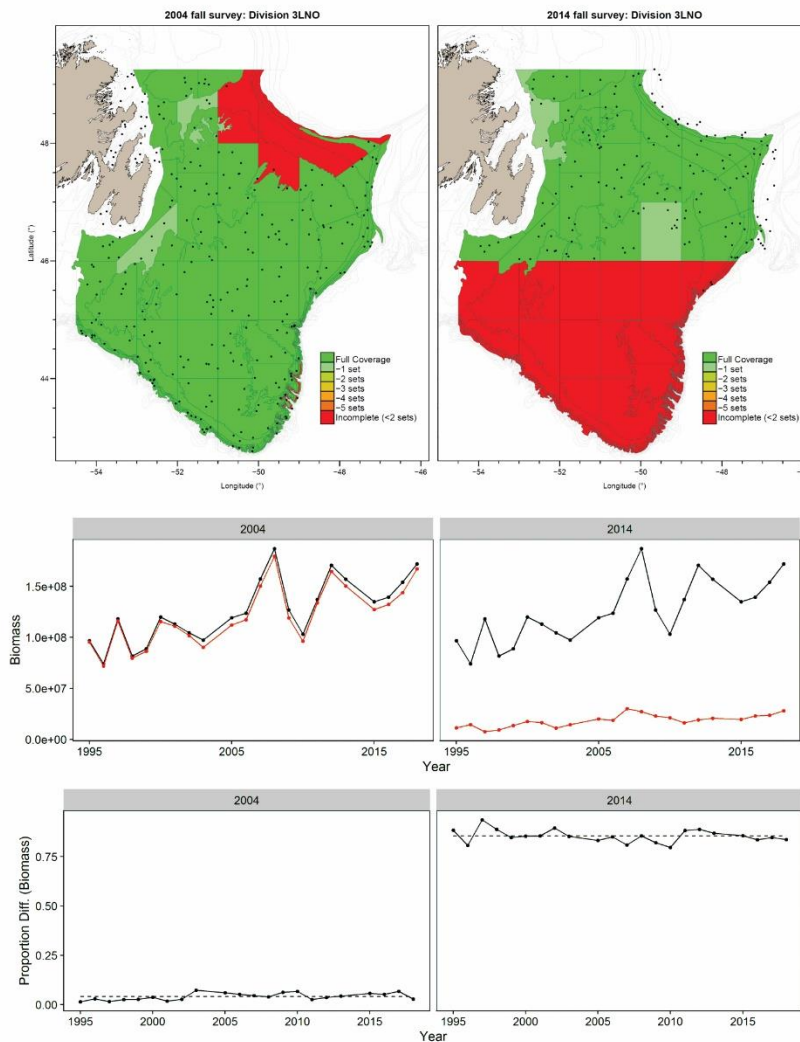 2004 fall survey: Division 3LNO
2014 fall survey: Division 3LNO
Latitude (°)
48
46
44
Full Coverage
−1 set
−2 sets
−3 sets
−4 sets
−5 sets
Incomplete (<2 sets)
Full Coverage
−1 set
−2 sets
−3 sets
−4 sets
−5 sets
Incomplete (<2 sets)
−54 −52 −50 −48 −46
−54 −52 −50 −48 −46
Longitude (°)
Longitude (°)
2004
2014
Biomass
1.5e+08
1.0e+08
5.0e+07
0.0e+00
1995 2005 2015
1995 2005 2015
Year
2004
2014
Proportion Diff. (Biomass)
0.75
0.50
0.25
0.00
1995 2000 2005 2010 2015
1995 2000 2005 2010 2015
Year